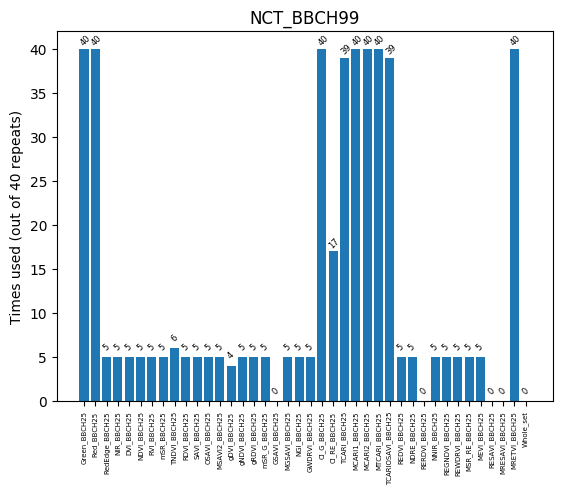 NCT_BBCH99
Times used (out of 40 repeats)
40
35
30
25
20
15
10
5
0
40 40 5 5 5 5 5 5 6 5 5 5 5 4 5 5 5 0 5 5 5 40 17 39 40 40 40 39 5 5 0 5 5 5 5 5 0 0 40 0
Green_BBCH25
Red_BBCH25
RedEdge_BBCH25
NIR_BBCH25
DVI_BBCH25
NDVI_BBCH25
RVI_BBCH25
mSR_BBCH25
TNDVI_BBCH25
RDVI_BBCH25
SAVI_BBCH25
OSAVI_BBCH25
MSAVI2_BBCH25
gDVI_BBCH25
gNDVI_BBCH25
gRDVI_BBCH25
mSR_G_BBCH25
GSAVI_BBCH25
MGSAVI_BBCH25
NGI_BBCH25
GWDRVI_BBCH25
CI_G_BBCH25
CI_RE_BBCH25
TCARI_BBCH25
MCARI1_BBCH25
MCARI2_BBCH25
MTCARI_BBCH25
TCARIOSAVI_BBCH25
REDVI_BBCH25
NDRE_BBCH25
RERDVI_BBCH25
NNIR_BBCH25
REGNDVI_BBCH25
REWDRVI_BBCH25
MSR_RE_BBCH25
MEVI_BBCH25
RESAVI_BBCH25
MRESAVI_BBCH25
MRETVI_BBCH25
Whole_set